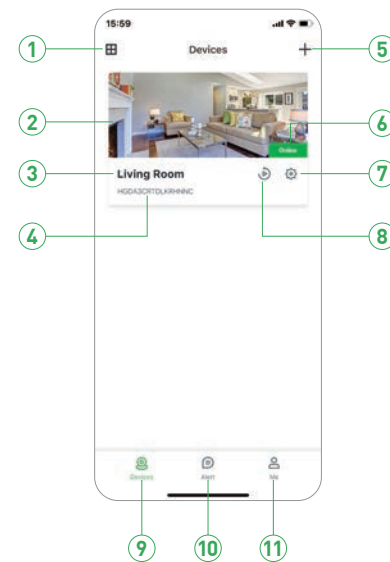 15:59
1
Devices
5
2
6
Online
3
Living Room
7
HGDA3CRTDLKRHNNC
4
8
Devices
Alert
Me
9
10
11